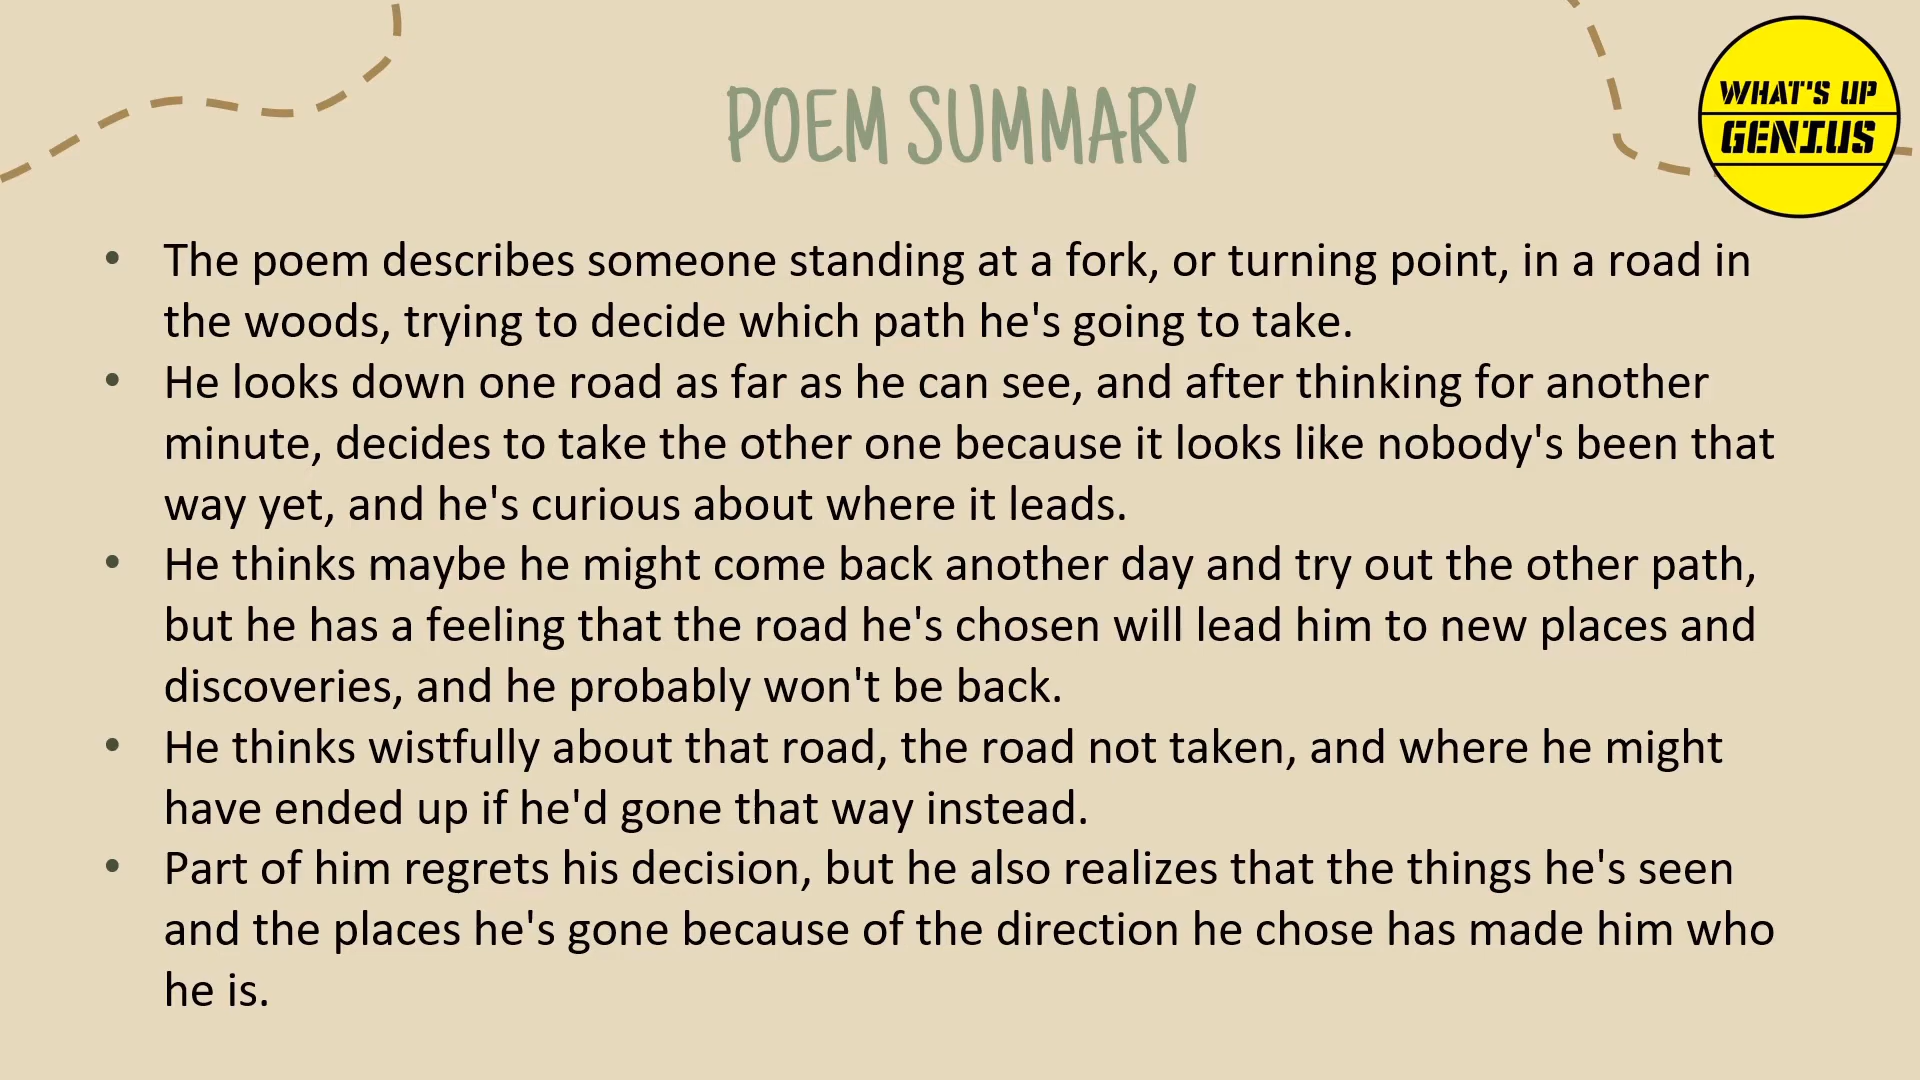 POEM SUMMARY
WHAT'S UP
GENIUS
• The poem describes someone standing at a fork, or turning point, in a road in
the woods, trying to decide which path he's going to take.
• He looks down one road as far as he can see, and after thinking for another
minute, decides to take the other one because it looks like nobody's been that
way yet, and he's curious about where it leads.
• He thinks maybe he might come back another day and try out the other path,
but he has a feeling that the road he's chosen will lead him to new places and
discoveries, and he probably won't be back.
• He thinks wistfully about that road, the road not taken, and where he might
have ended up if he'd gone that way instead.
• Part of him regrets his decision, but he also realizes that the things he's seen
and the places he's gone because of the direction he chose has made him who
he is.